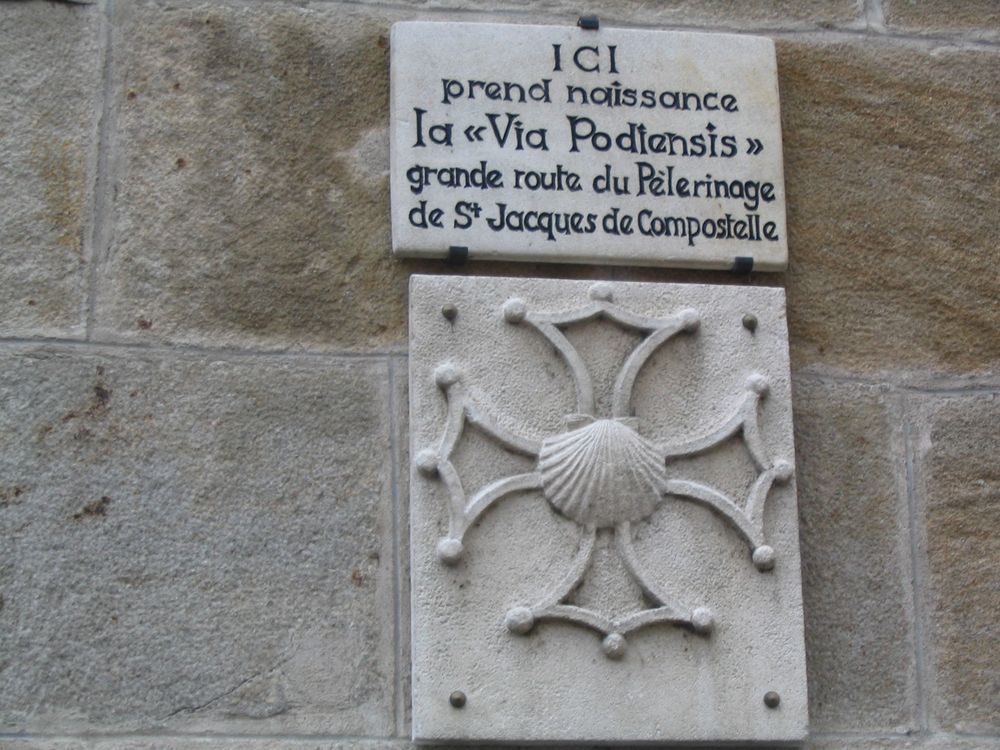 ICI
prend naissance
la «Via Podiensis»
grande route du Pèlerinage
de St Jacques de Compostelle